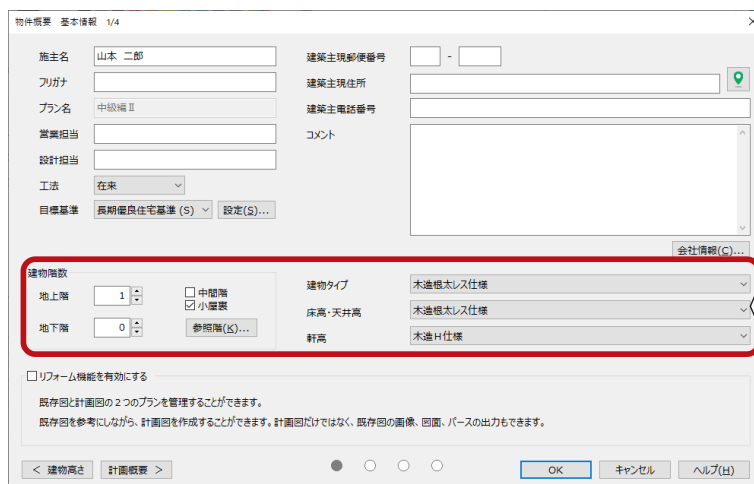 物件概要 基本情報 1/4
施主名 山本 二郎
フリガナ
プラン名 中級編Ⅱ
営業担当
設計担当
工法 在来
目標基準 長期優良住宅基準 (S) 設定(S)...
建築主現郵便番号 -
建築主現住所
建築主電話番号
コメント
会社情報(C)...
建物階数
地上階 1 中間階
小屋裏
地下階 0 参照階(K)...
建物タイプ 木造根太レス仕様
床高・天井高 木造根太レス仕様
軒高 木造H仕様
リフォーム機能を有効にする
既存図と計画図の2つのプランを管理することができます。
既存図を参考にしながら、計画図を作成することができます。計画図だけではなく、既存図の画像、図面、パースの出力もできます。
< 建物高さ 計画概要 > OK キャンセル ヘルプ(H)